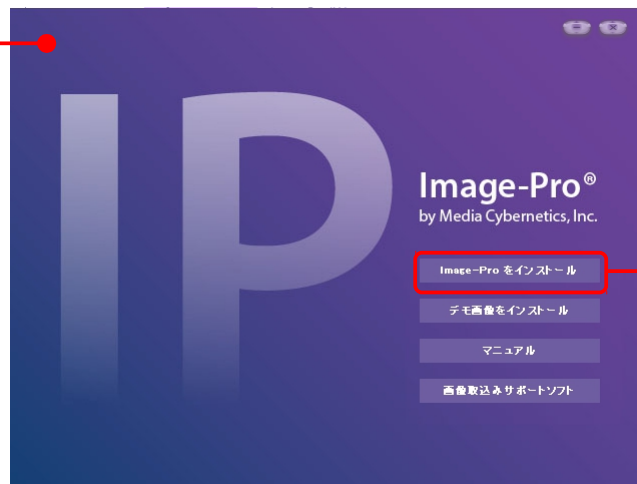 IP
Image-Pro®
by Media Cybernetics, Inc.
Image-Pro をインストール
デモ画像をインストール
マニュアル
画像取込みサポートソフト